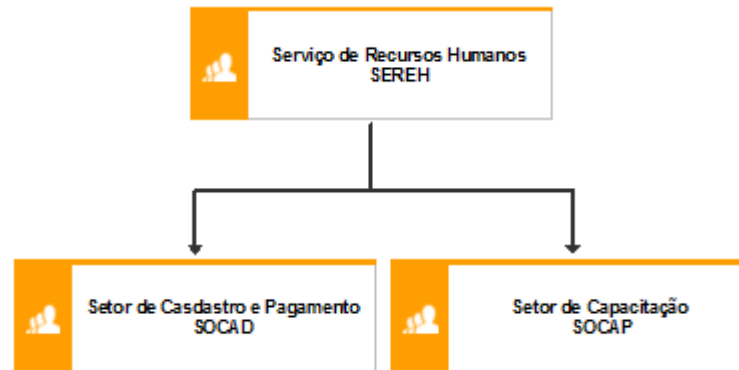 Serviço de Recursos Humanos
SEREH
Setor de Casdastro e Pagamento
SOCAD
Setor de Capacitação
SOCAP